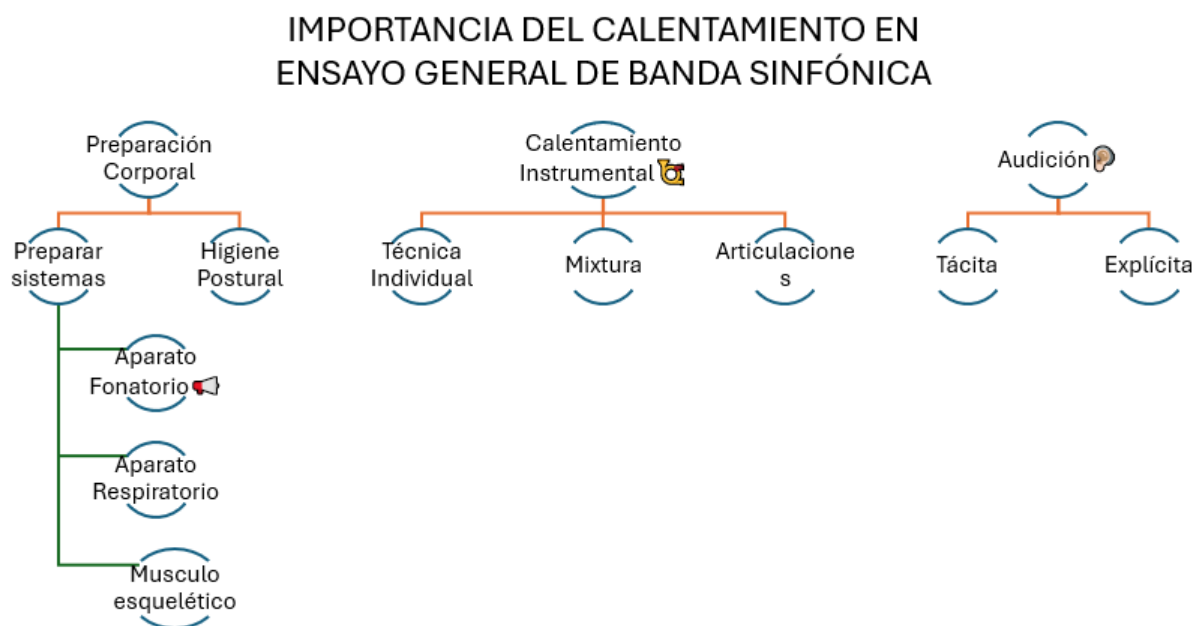 IMPORTANCIA DEL CALENTAMIENTO EN
ENSAYO GENERAL DE BANDA SINFÓNICA
Preparación
Corporal
Preparar
sistemas
Higiene
Postural
Aparato
Fonatorio
Aparato
Respiratorio
Musculo
esquelético
Calentamiento
Instrumental
Técnica
Individual
Mixtura
Articulacione
s
Audición
Tácita
Explícita